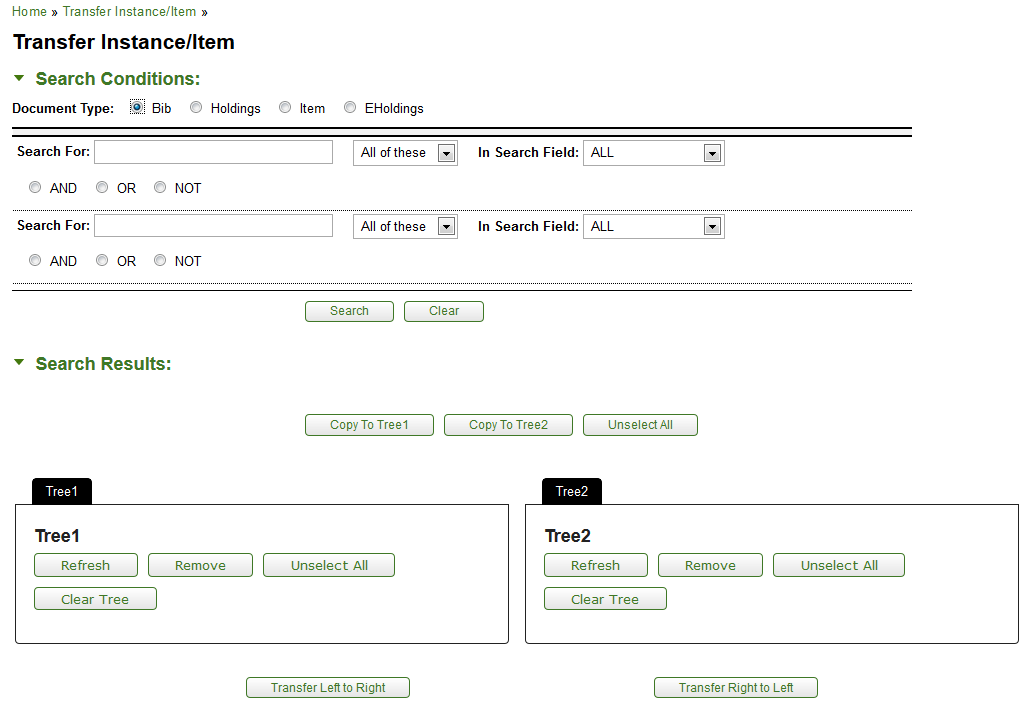 Home » Transfer Instance/Item »
Transfer Instance/Item
Search Conditions:
Document Type: Bib Holdings Item EHoldings
Search For: All of these In Search Field: ALL
AND OR NOT
Search For: All of these In Search Field: ALL
AND OR NOT
Search Clear
Search Results:
Copy To Tree1 Copy To Tree2 Unselect All
Tree1 Tree2
Tree1 Tree2
Refresh Remove Unselect All Refresh Remove Unselect All
Clear Tree Clear Tree
Transfer Left to Right Transfer Right to Left